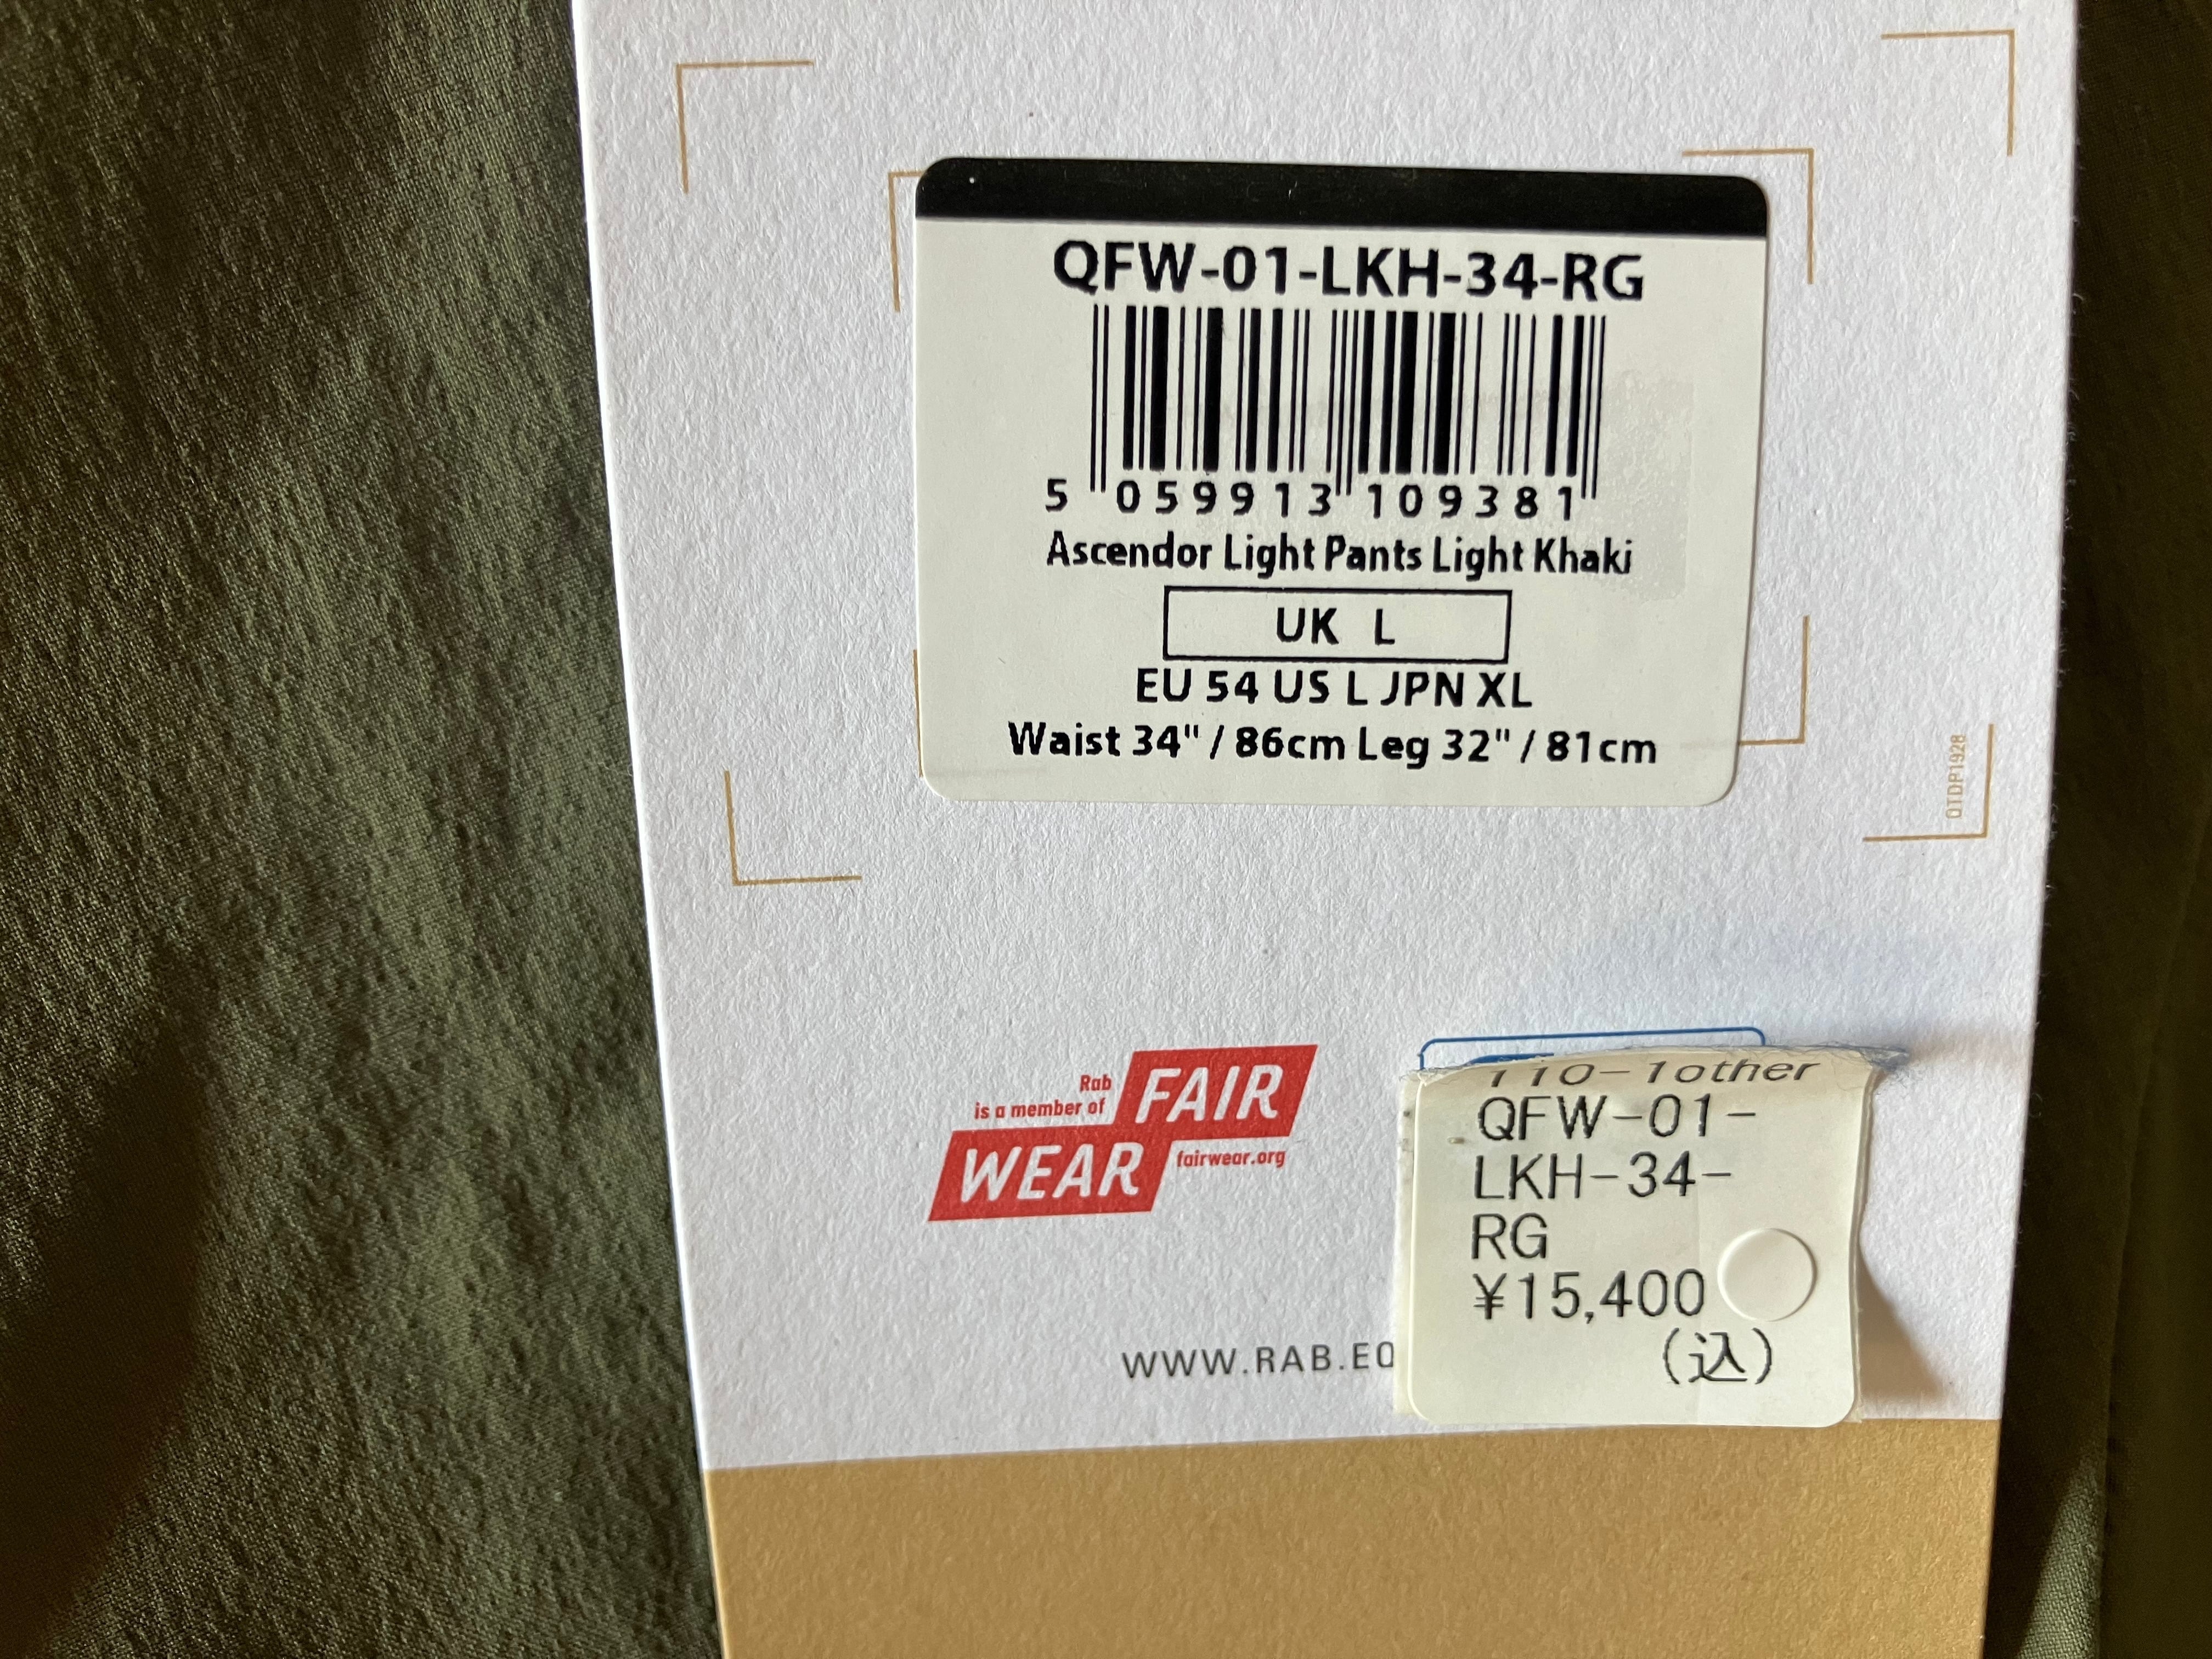 QFW-01-LKH-34-RG
5 059913 109381
Ascendor Light Pants Light Khaki
UK L
EU 54 US L JPN XL
Waist 34" / 86cm Leg 32" / 81cm
OTDP1928
Rab
is a member of
FAIR
WEAR
fairwear.org
110-1other
QFW-01-
LKH-34-
RG
¥15,400
(込)
WWW.RAB.EQ